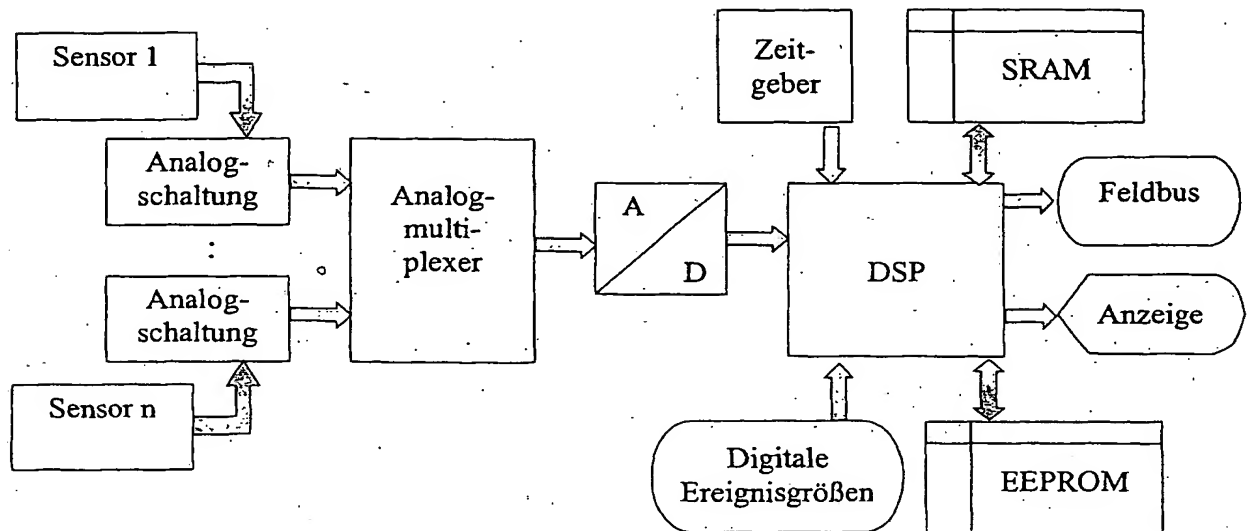 Sensor 1
Analog-
schaltung
:
Analog-
schaltung
Sensor n
Analog-
multi-
plexer
A
D
Zeit-
geber
SRAM
DSP
Feldbus
Anzeige
Digitale
Ereignisgrößen
EEPROM